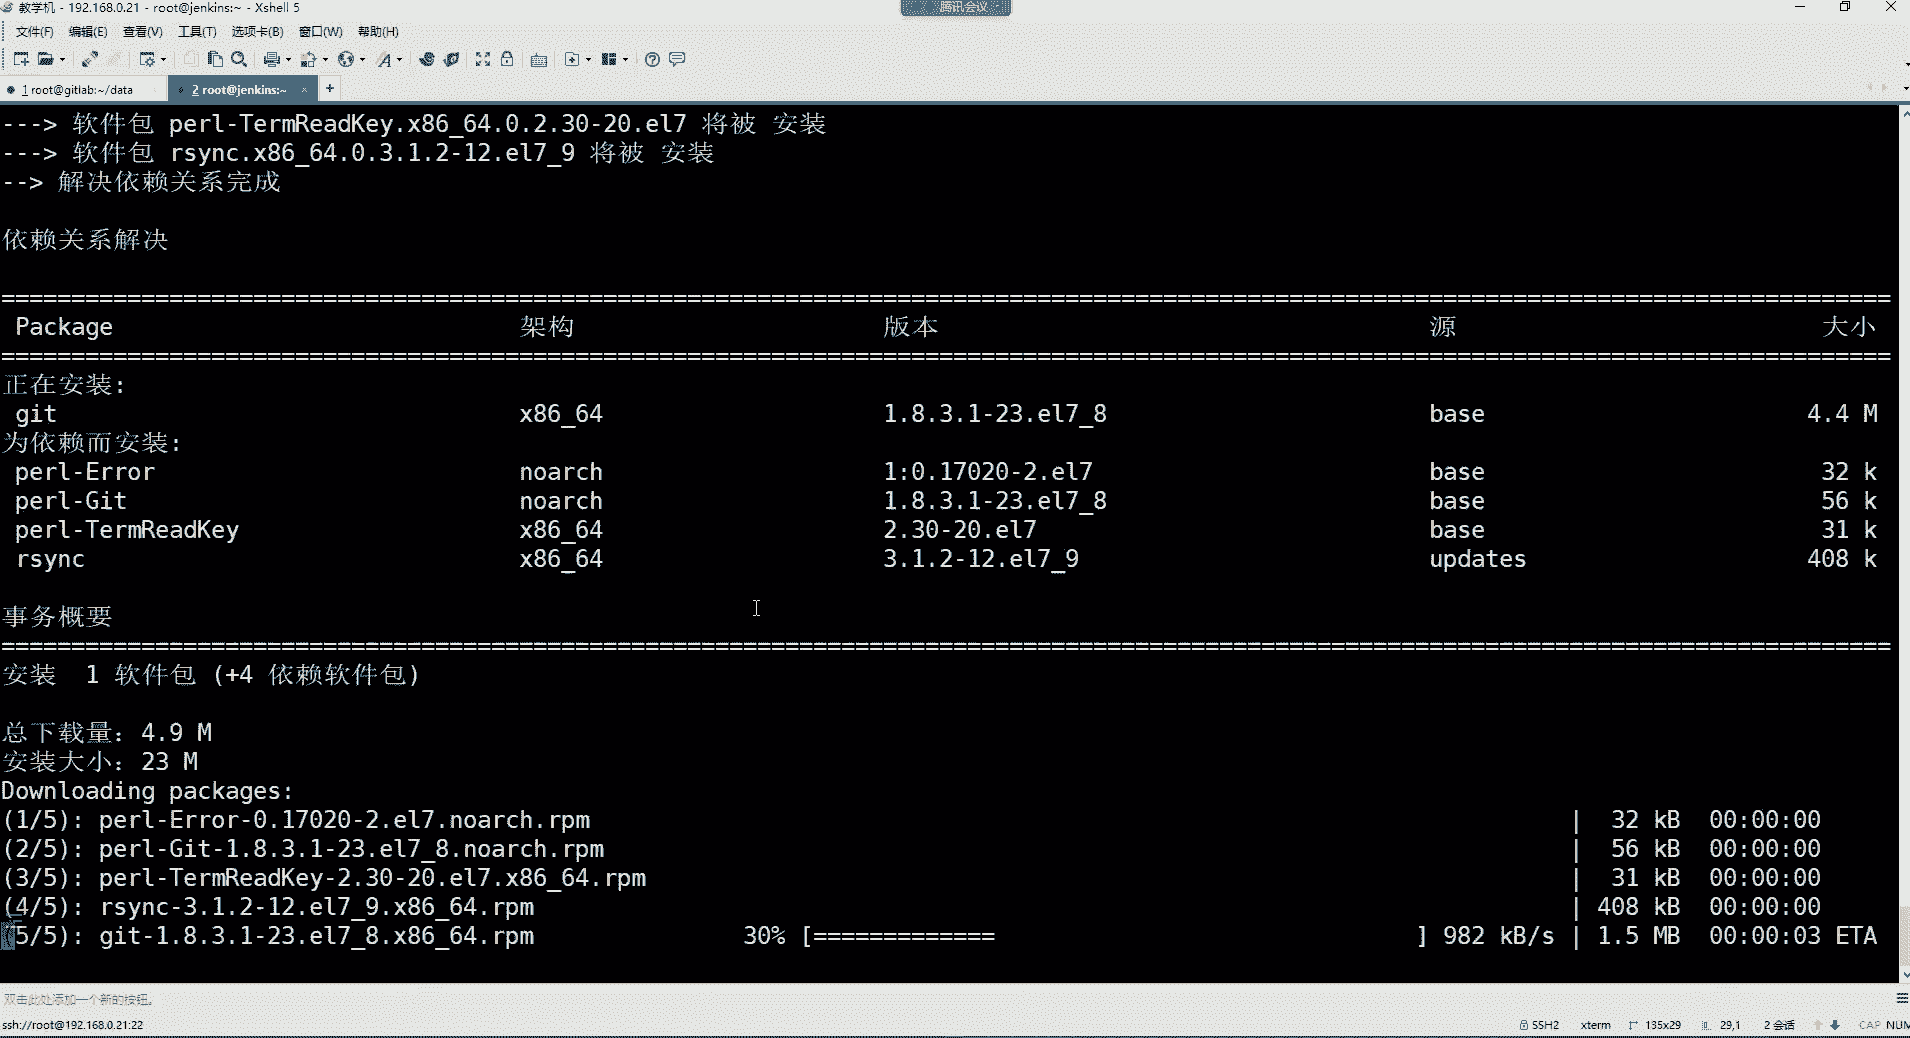 教学机 - 192.168.0.21 - root@jenkins:~ - Xshell 5
腾讯会议
文件(F) 编辑(E) 查看(V) 工具(T) 选项卡(B) 窗口(W) 帮助(H)
1 root@gitlab:~/data
2 root@jenkins:~ × +
---> 软件包 perl-TermReadKey.x86_64.0.2.30-20.el7 将被 安装
---> 软件包 rsync.x86_64.0.3.1.2-12.el7_9 将被 安装
--> 解决依赖关系完成
依赖关系解决
Package 架构 版本 源 大小
正在安装:
git x86_64 1.8.3.1-23.el7_8 base 4.4 M
为依赖而安装:
perl-Error noarch 1:0.17020-2.el7 base 32 k
perl-Git noarch 1.8.3.1-23.el7_8 base 56 k
perl-TermReadKey x86_64 2.30-20.el7 base 31 k
rsync x86_64 3.1.2-12.el7_9 updates 408 k
事务概要
安装 1 软件包 (+4 依赖软件包)
总下载量：4.9 M
安装大小：23 M
Downloading packages:
(1/5): perl-Error-0.17020-2.el7.noarch.rpm | 32 kB 00:00:00
(2/5): perl-Git-1.8.3.1-23.el7_8.noarch.rpm | 56 kB 00:00:00
(3/5): perl-TermReadKey-2.30-20.el7.x86_64.rpm | 31 kB 00:00:00
(4/5): rsync-3.1.2-12.el7_9.x86_64.rpm | 408 kB 00:00:00
(5/5): git-1.8.3.1-23.el7_8.x86_64.rpm 30% [============= ] 982 kB/s | 1.5 MB 00:00:03 ETA
双击此处添加一个新的按钮。
ssh://root@192.168.0.21:22 SSH2 xterm 135x29 29,1 2 会话 CAP NUM